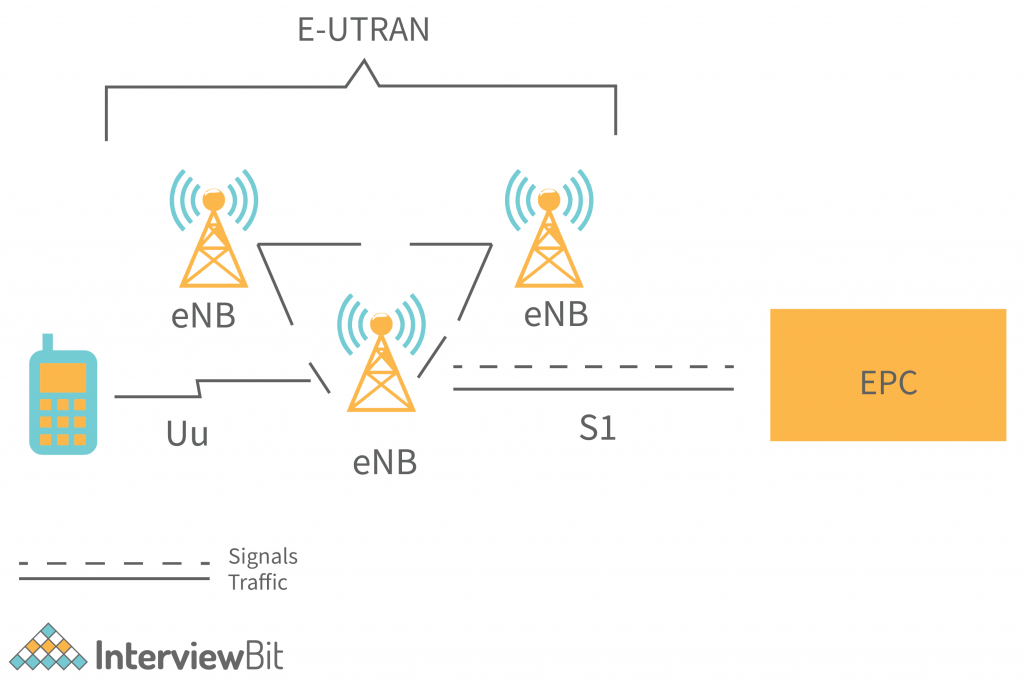 E-UTRAN
eNB
eNB
eNB
Uu
S1
EPC
Signals
Traffic
InterviewBit